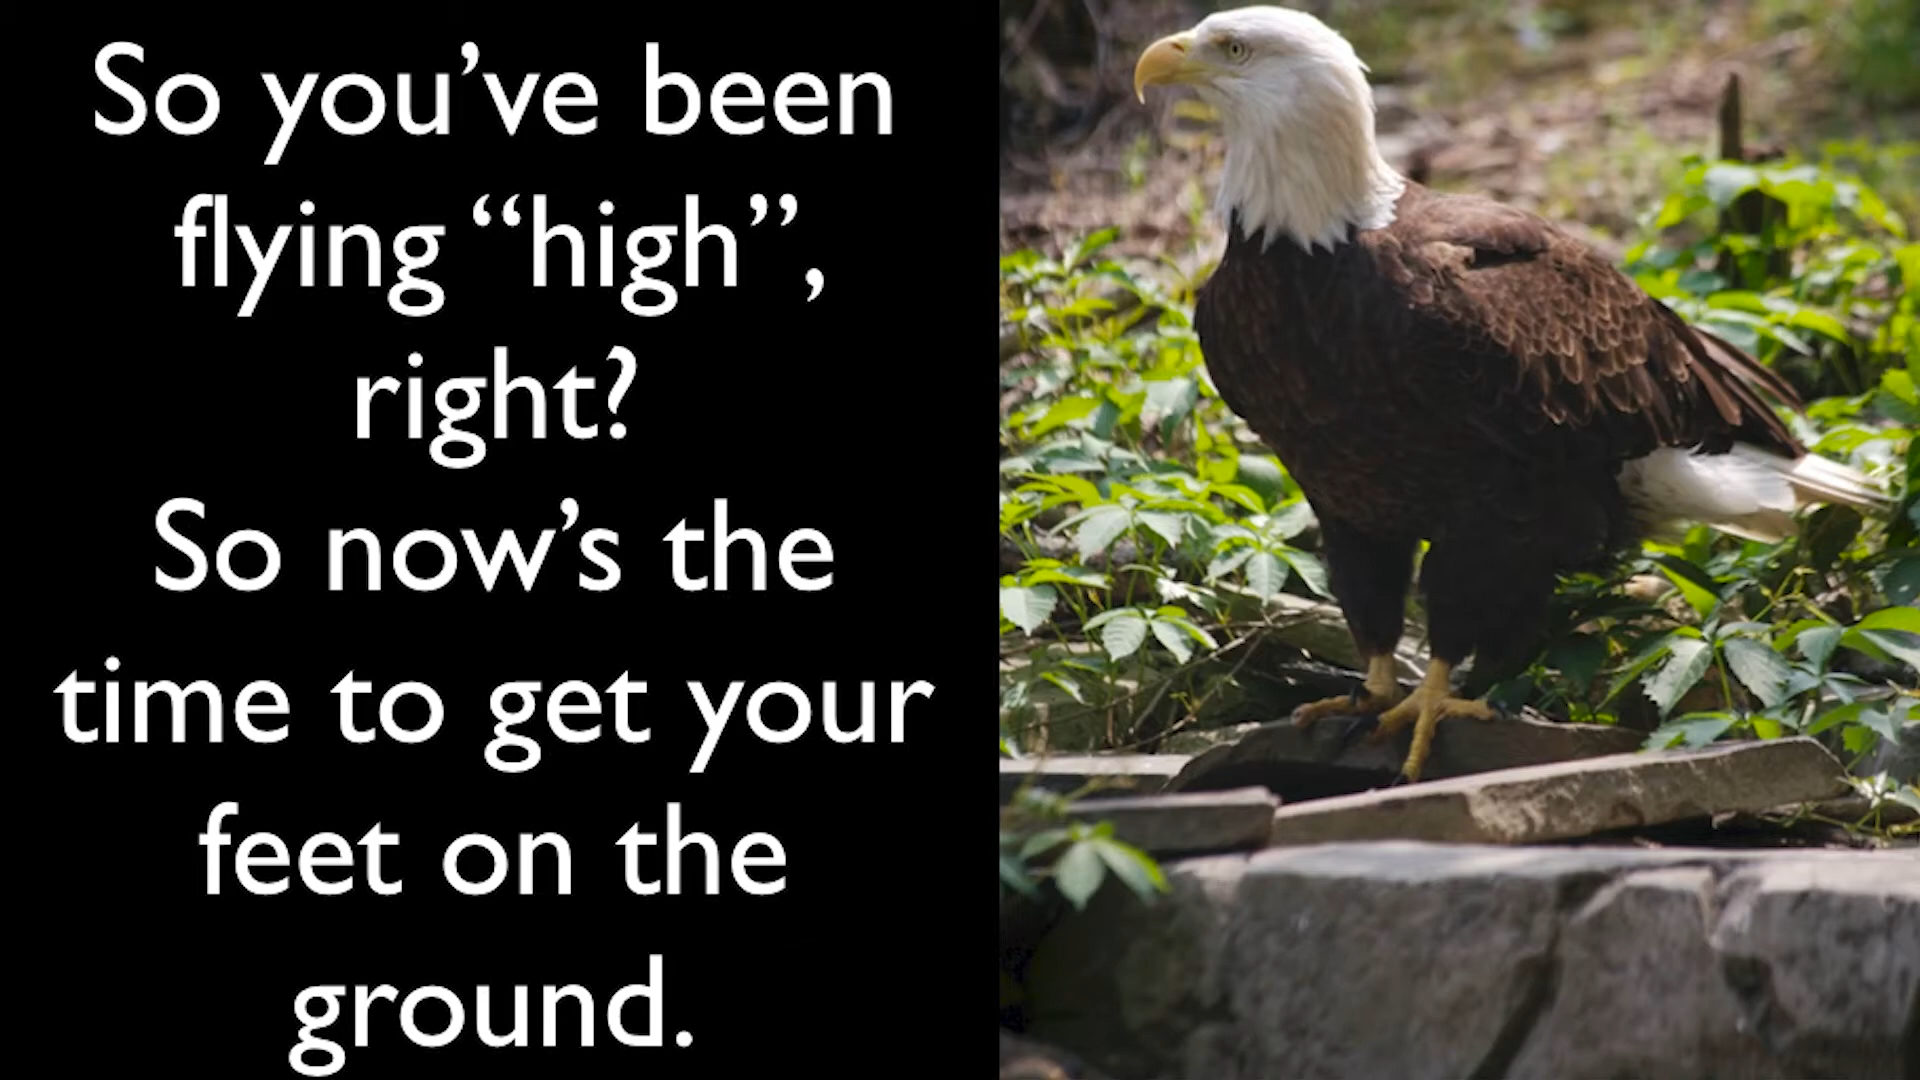 So you’ve been
flying “high”,
right?
So now’s the
time to get your
feet on the
ground.